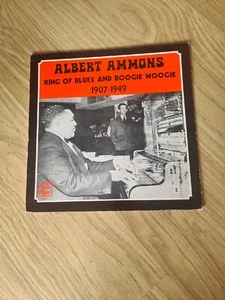 ALBERT AMMONS
KING OF BLUES AND BOOGIE WOOGIE
1907-1949